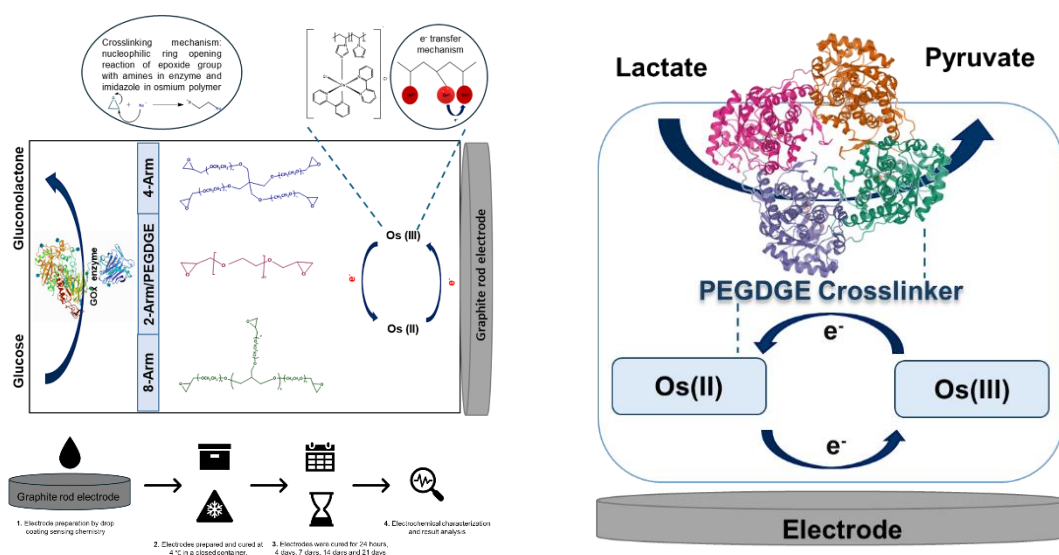 Crosslinking mechanism:
nucleophilic ring opening
reaction of epoxide group
with amines in enzyme and
imidazole in osmium polymer
e⁻ transfer
mechanism
Gluconolactone
Glucose
GOx enzyme
4-Arm
2-Arm/PEGDGE
8-Arm
Os (III)
e⁻
e⁻
Os (II)
Graphite rod electrode
Graphite rod electrode
1. Electrode preparation by drop
coating sensing chemistry
2. Electrodes prepared and cured at
4 °C in a closed container.
3. Electrodes were cured for 24 hours,
4 days, 7 days, 14 days and 21 days
4. Electrochemical characterization
and result analysis
Lactate
Pyruvate
PEGDGE Crosslinker
e⁻
Os(II)
Os(III)
e⁻
Electrode